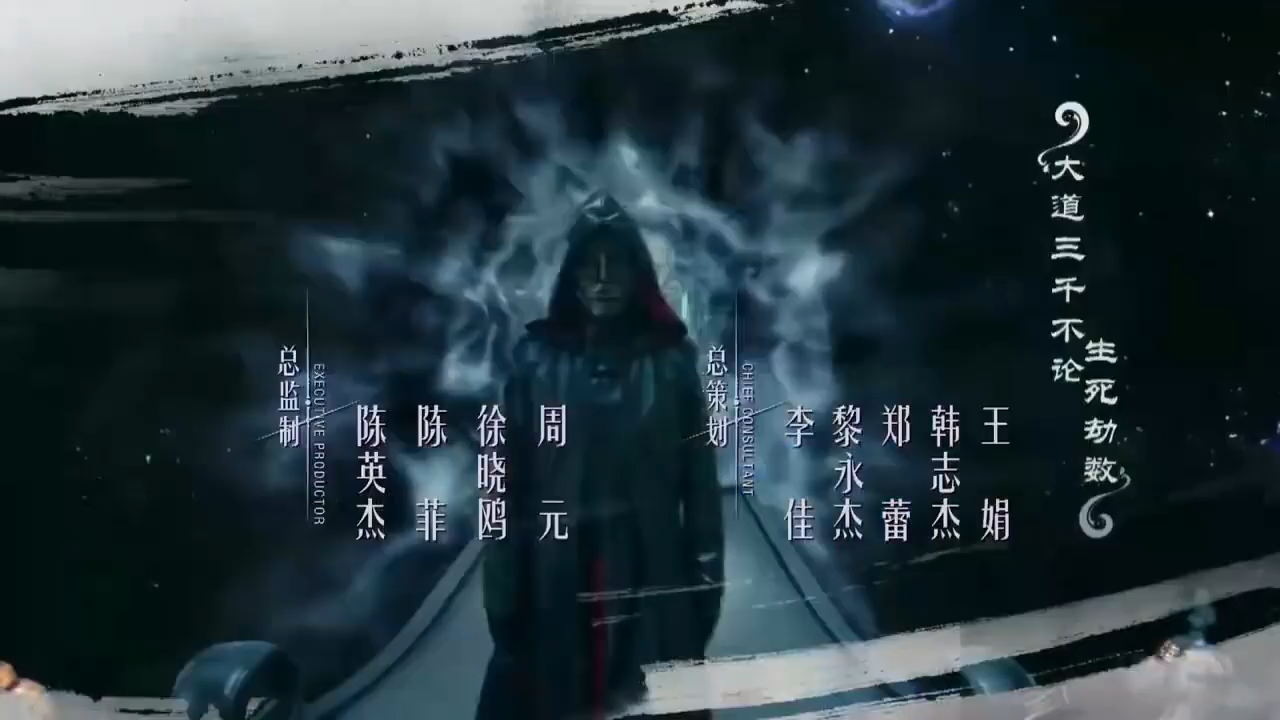 总监制
EXECUTIVE PRODUCTOR
陈英杰
陈菲
徐晓鸥
周元
总策划
CHIEF CONSULTANT
李佳
黎永杰
郑蕾
韩志杰
王娟
大道三千不论
生死劫数